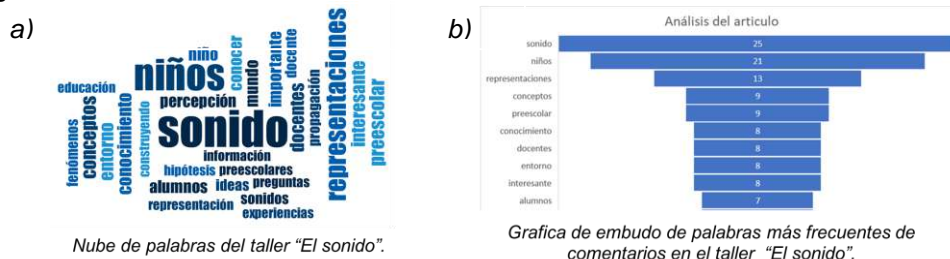 a)
niño
niños
conocer
mundo
importante
docente
representaciones
educación
percepción
fenómenos
conceptos
entorno
conocimiento
construyendo
sonido
docentes
propagación
interesante
preescolar
información
hipótesis preescolares
alumnos ideas preguntas
representación sonidos
experiencias
Nube de palabras del taller “El sonido”.
b)
Análisis del articulo
sonido 25
niños 21
representaciones 13
conceptos 9
preescolar 9
conocimiento 8
docentes 8
entorno 8
interesante 8
alumnos 7
Grafica de embudo de palabras más frecuentes de
comentarios en el taller “El sonido”.